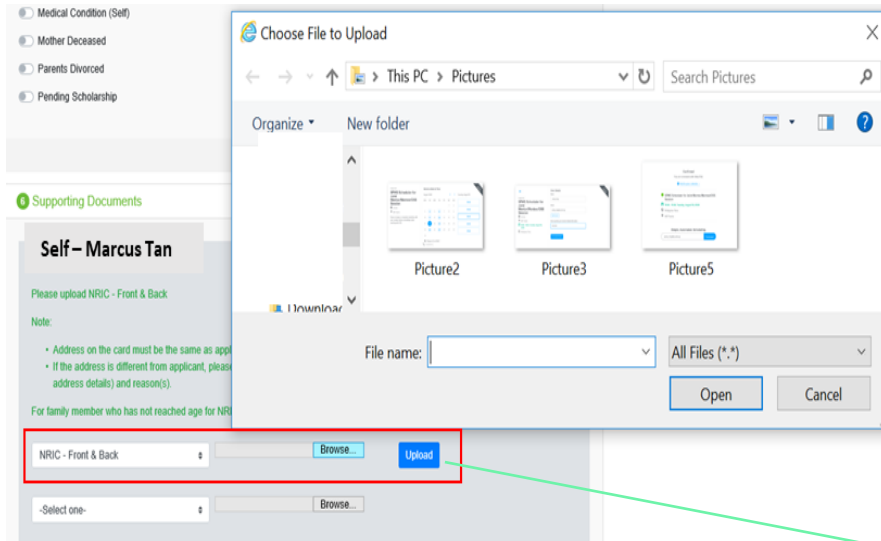 Medical Condition (Self)
Mother Deceased
Parents Divorced
Pending Scholarship
6 Supporting Documents
Self – Marcus Tan
Please upload NRIC - Front & Back
Note:
• Address on the card must be the same as appl
• If the address is different from applicant, pleas
address details) and reason(s).
For family member who has not reached age for NRI
NRIC - Front & Back
Browse...
Upload
-Select one-
Browse...
Choose File to Upload
This PC > Pictures
Search Pictures
Organize
New folder
Picture2
Picture3
Picture5
Downloa
File name:
All Files (*.*)
Open
Cancel